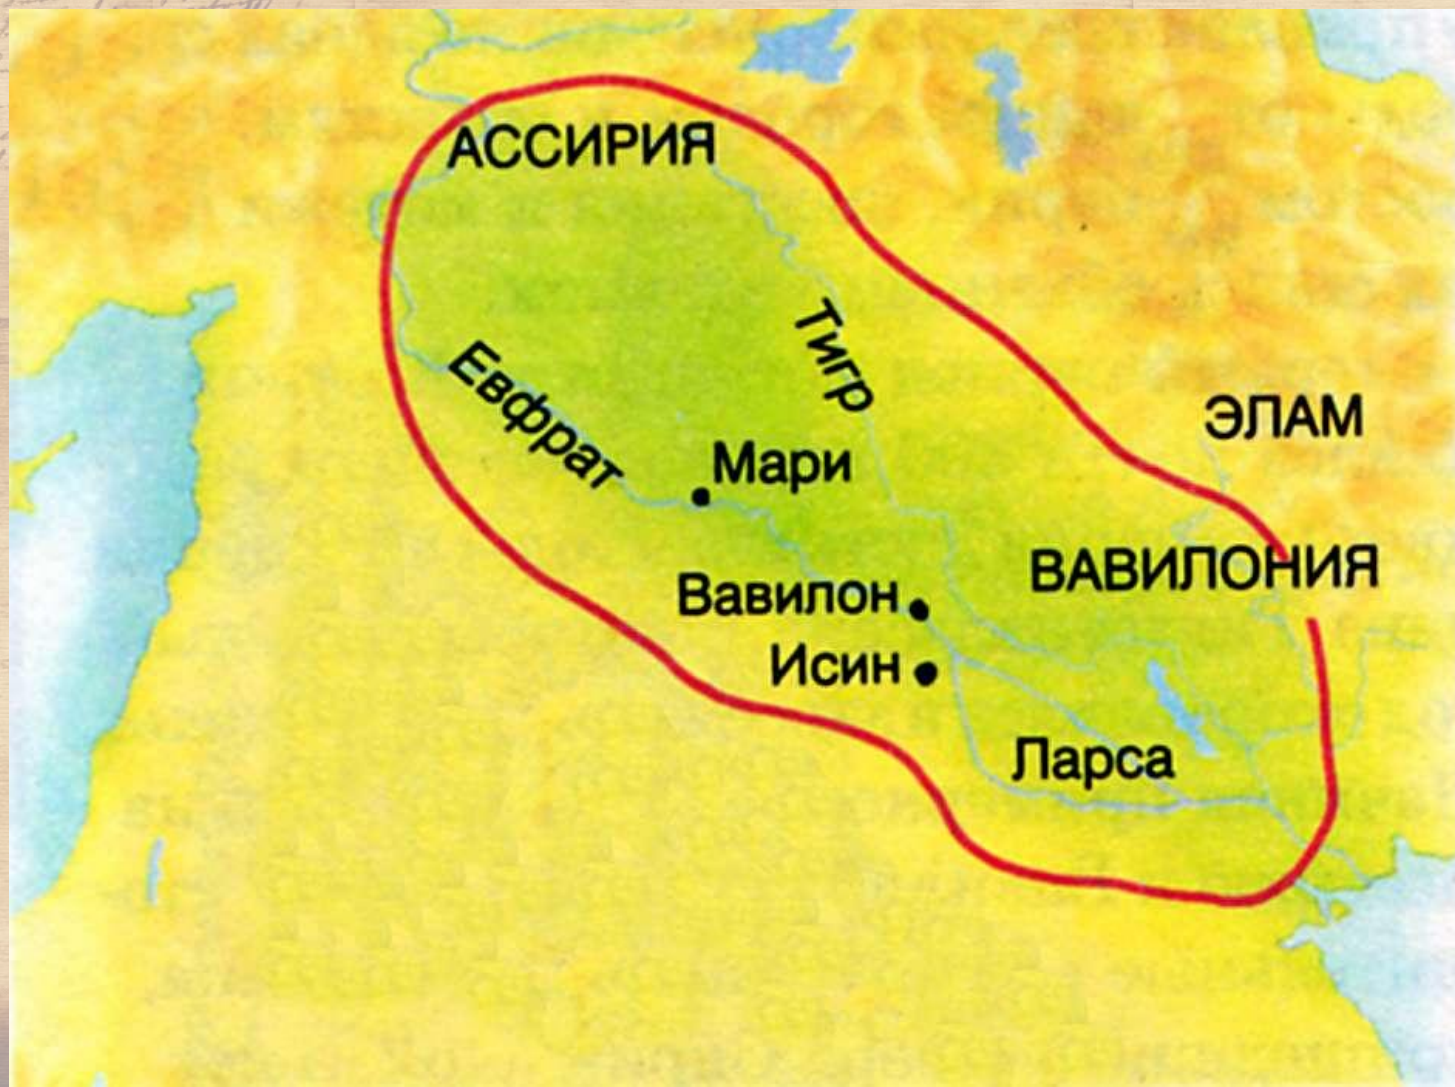 АССИРИЯ
Тигр
Евфрат
ЭЛАМ
Мари
ВАВИЛОНИЯ
Вавилон
Исин
Ларса